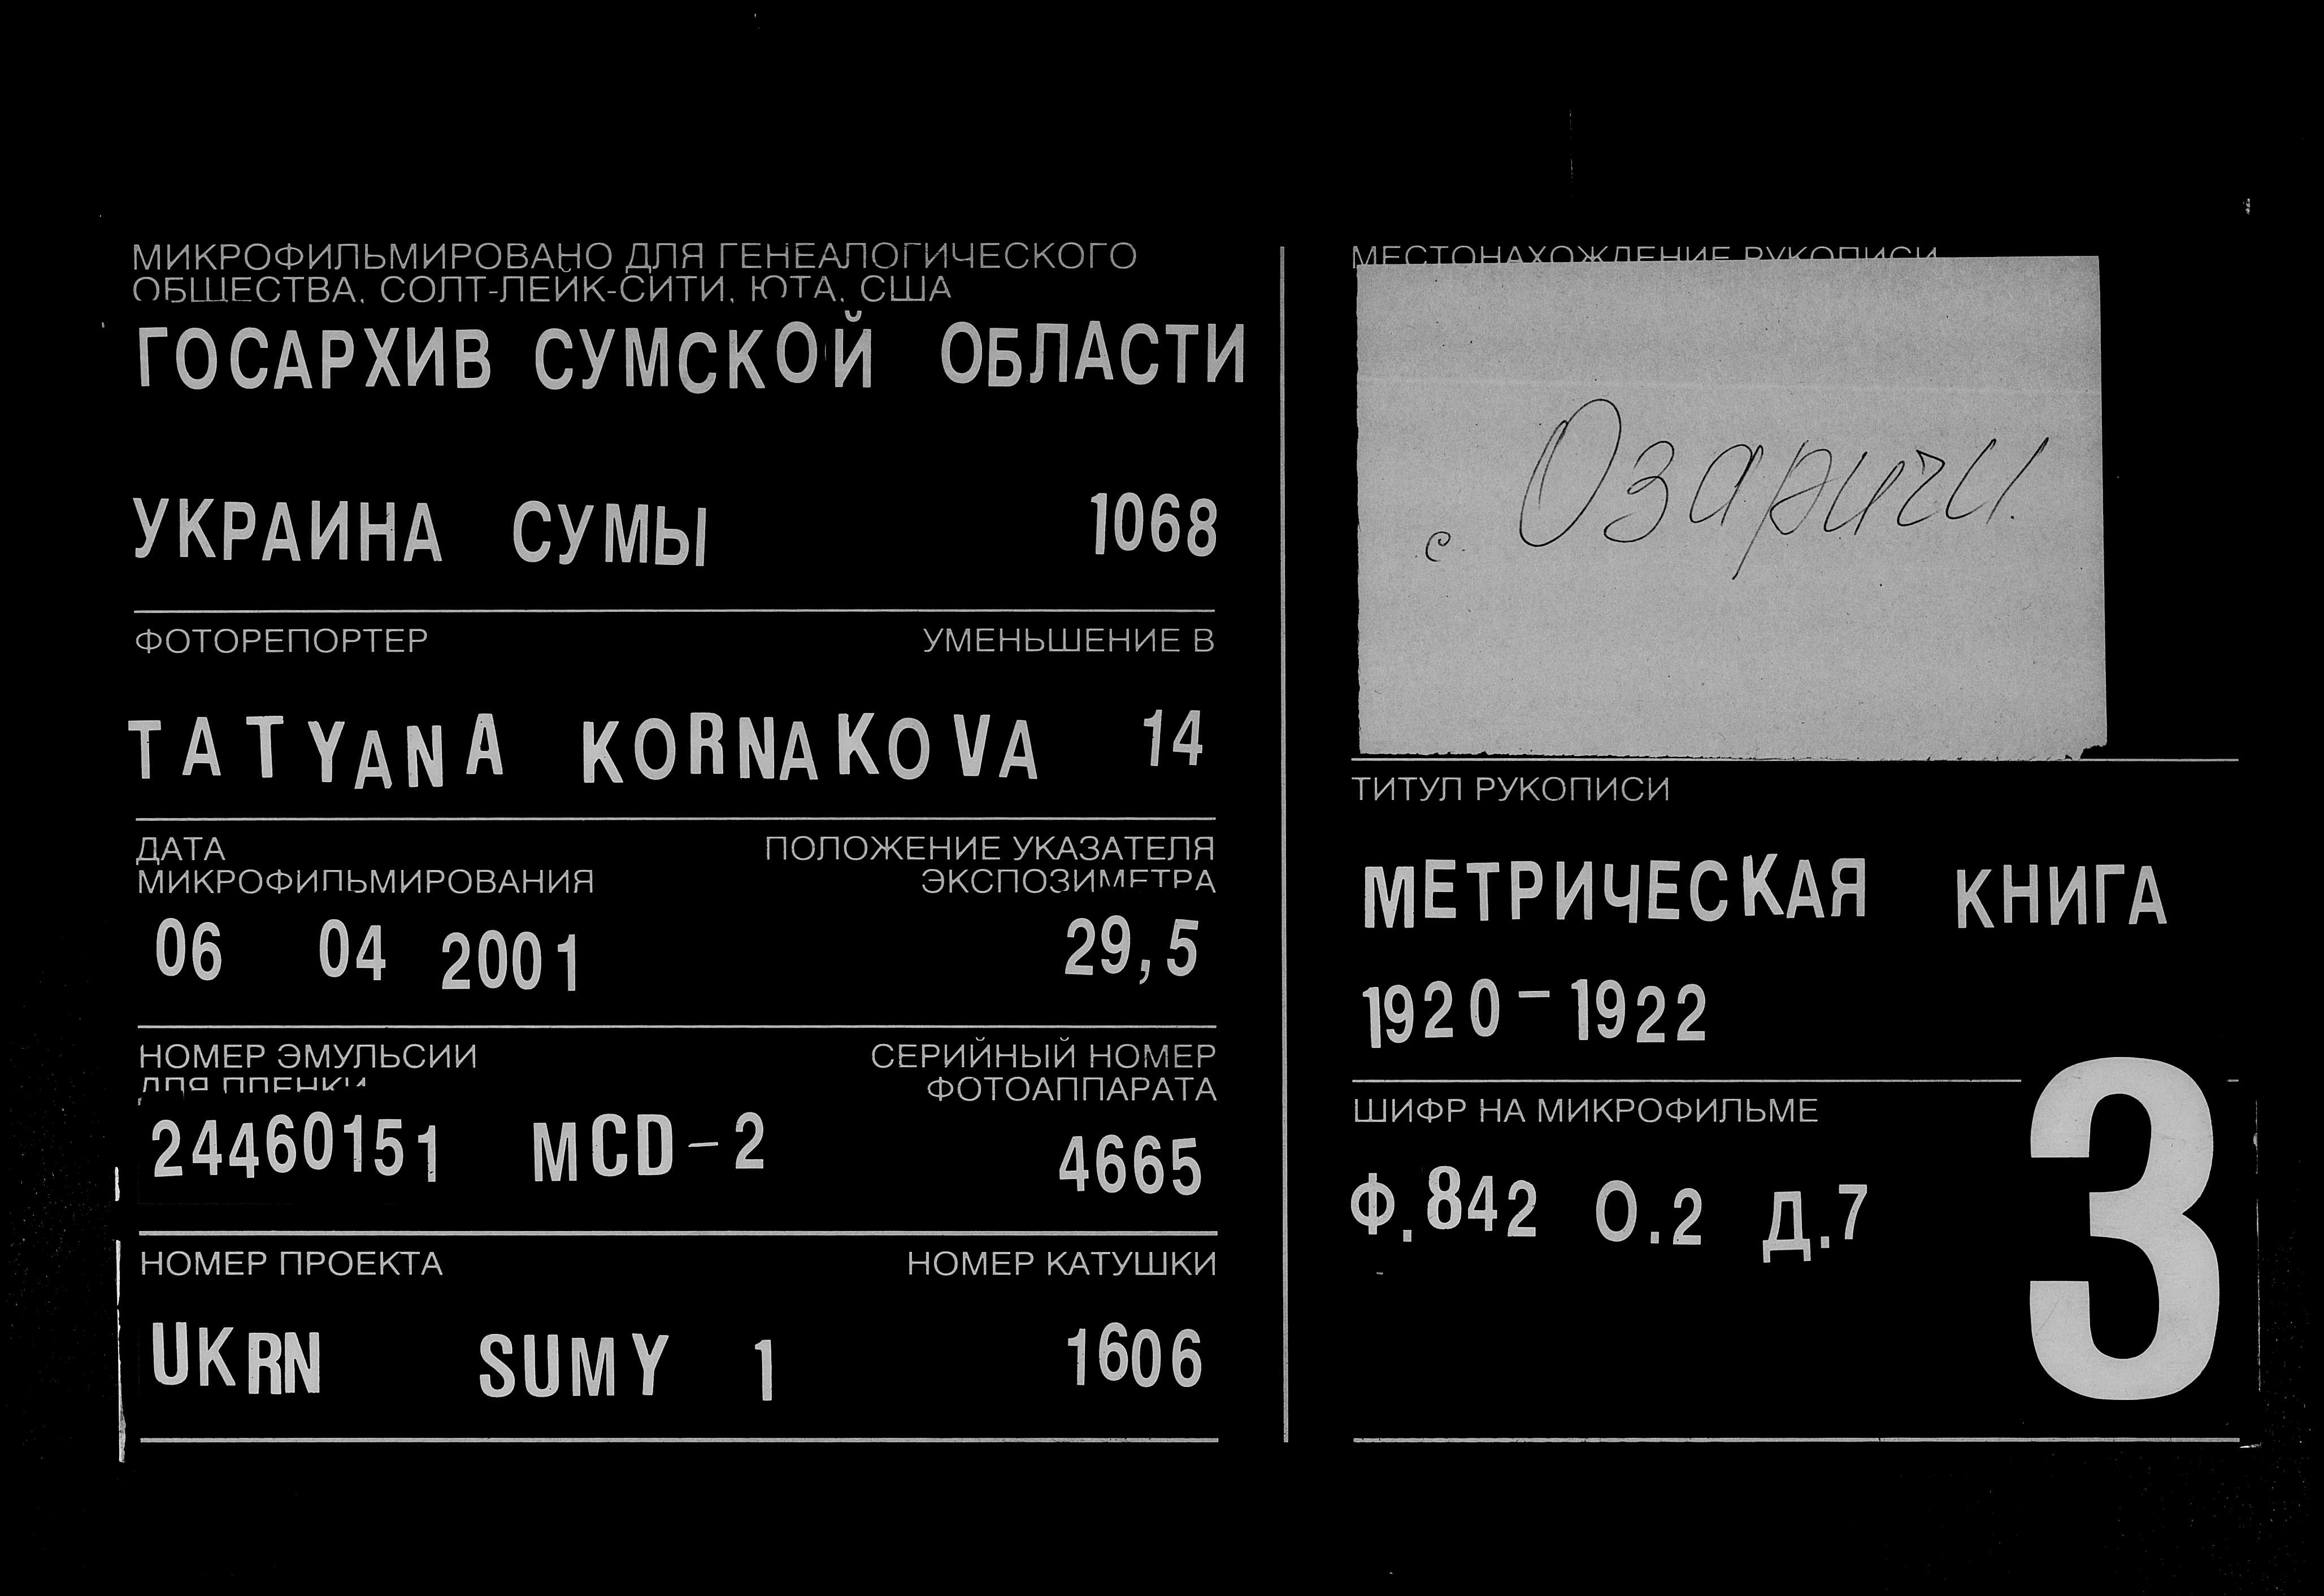 МИКРОФИЛЬМИРОВАНО ДЛЯ ГЕНЕАЛОГИЧЕСКОГО
ОБЩЕСТВА, СОЛТ-ЛЕЙК-СИТИ, ЮТА, США
ГОСАРХИВ СУМСКОЙ ОБЛАСТИ
УКРАИНА СУМЫ 1068
ФОТОРЕПОРТЕР УМЕНЬШЕНИЕ В
TATYANA KORNAKOVA 14
ДАТА ПОЛОЖЕНИЕ УКАЗАТЕЛЯ
МИКРОФИЛЬМИРОВАНИЯ ЭКСПОЗИМЕТРА
06 04 2001 29,5
НОМЕР ЭМУЛЬСИИ СЕРИЙНЫЙ НОМЕР
ДЛЯ ПЛЕНКИ ФОТОАППАРАТА
24460151 MCD-2 4665
НОМЕР ПРОЕКТА НОМЕР КАТУШКИ
UKRN SUMY 1 1606
МЕСТОНАХОЖДЕНИЕ РУКОПИСИ
с. Озаричи.
ТИТУЛ РУКОПИСИ
МЕТРИЧЕСКАЯ КНИГА
1920-1922
ШИФР НА МИКРОФИЛЬМЕ
Ф.842 О.2 Д.7
3